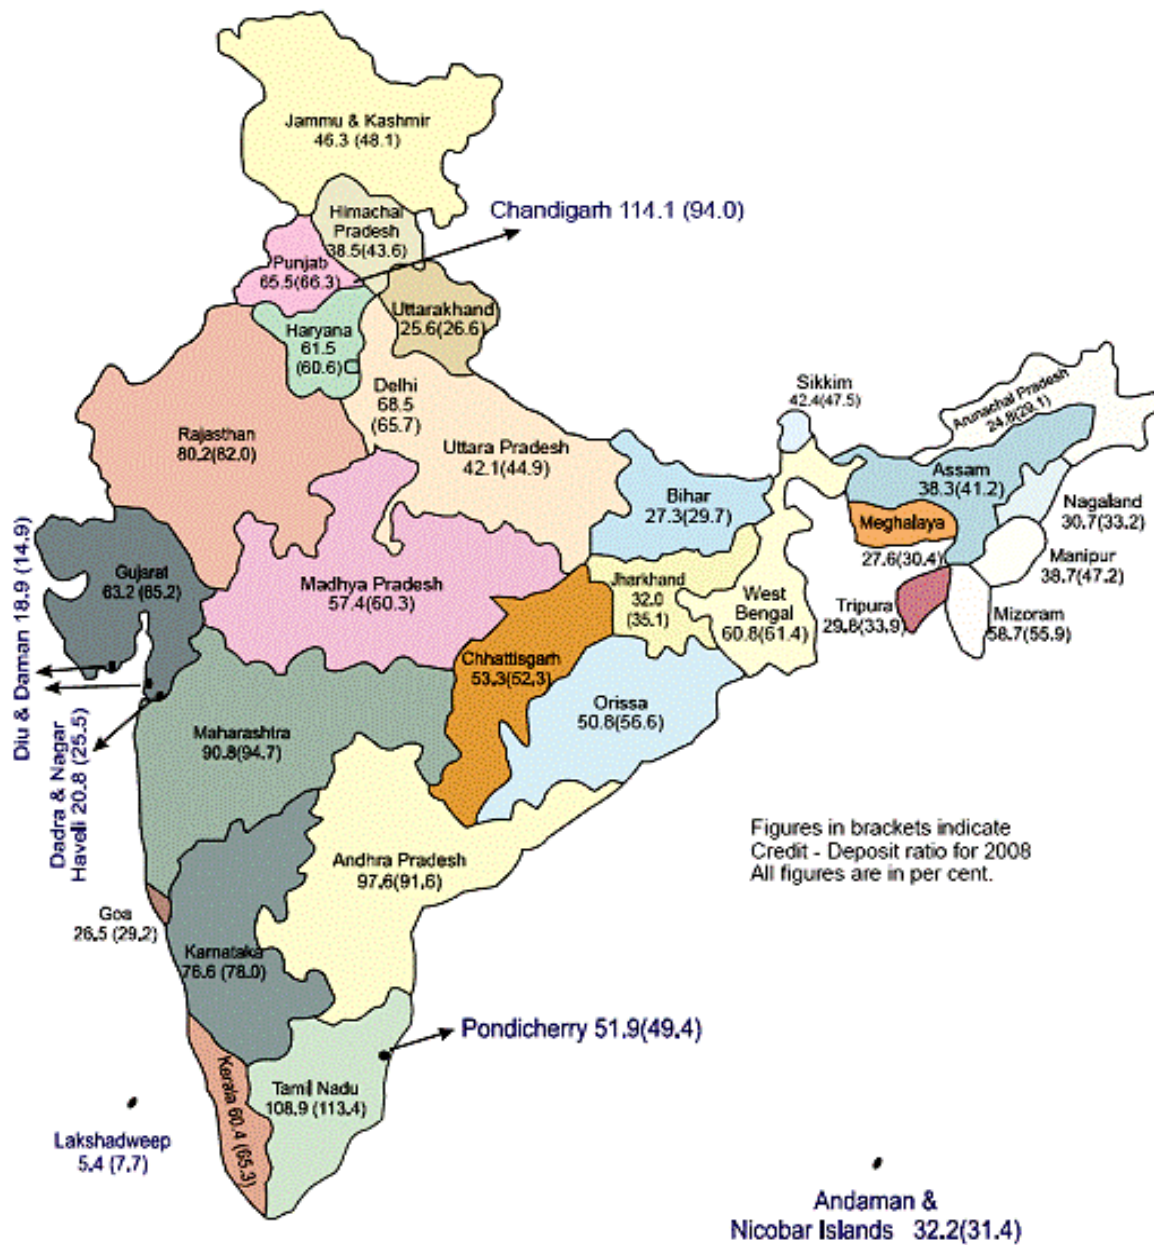 Jammu & Kashmir
46.3 (48.1)
Himachal
Pradesh
38.5(43.6)
Chandigarh 114.1 (94.0)
Punjab
65.5(66.3)
Uttarakhand
25.6(26.6)
Haryana
61.5
(60.6)
Delhi
68.5
(65.7)
Sikkim
42.4(47.5)
Arunachal Pradesh
24.8(29.1)
Rajasthan
80.2(82.0)
Uttara Pradesh
42.1(44.9)
Bihar
27.3(29.7)
Assam
38.3(41.2)
Nagaland
30.7(33.2)
Meghalaya
27.6(30.4)
Manipur
38.7(47.2)
Tripura
29.8(33.9)
Mizoram
58.7(55.9)
Diu & Daman 18.9 (14.9)
Gujarat
63.2 (65.2)
Madhya Pradesh
57.4(60.3)
Jharkhand
32.0
(35.1)
West
Bengal
60.8(61.4)
Chhattisgarh
53.3(52.3)
Orissa
50.8(56.6)
Dadra & Nagar
Haveli 20.8 (25.5)
Maharashtra
90.8(94.7)
Figures in brackets indicate
Credit - Deposit ratio for 2008
All figures are in per cent.
Andhra Pradesh
97.6(91.6)
Goa
26.5 (29.2)
Karnataka
76.6 (78.0)
Pondicherry 51.9(49.4)
Kerala 60.4 (65.3)
Tamil Nadu
108.9 (113.4)
Lakshadweep
5.4 (7.7)
Andaman &
Nicobar Islands 32.2(31.4)